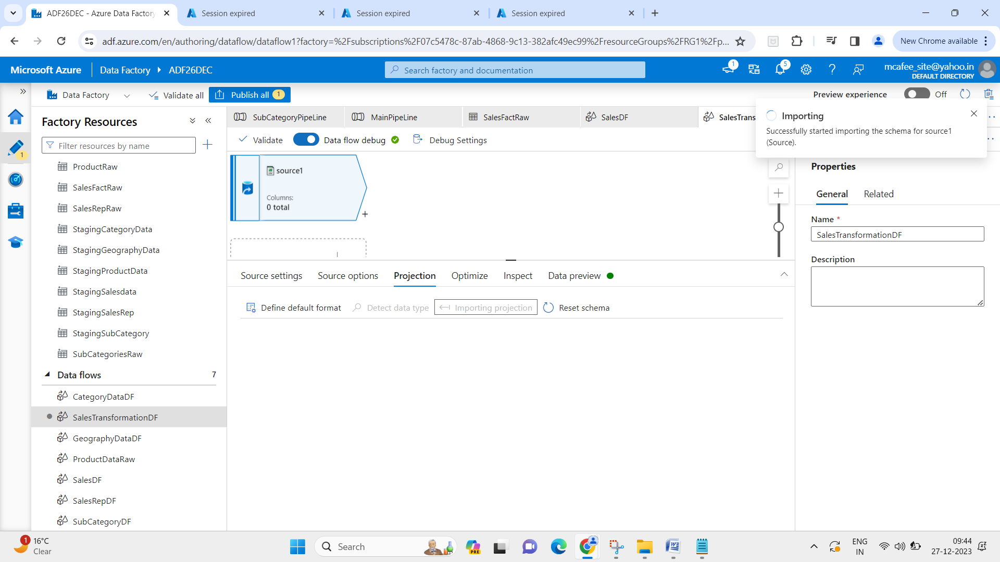 ADF26DEC - Azure Data Factory
Session expired
Session expired
Session expired
adf.azure.com/en/authoring/dataflow/dataflow1?factory=%2Fsubscriptions%2F07c5478c-87ab-4868-9c13-382afc49ec99%2FresourceGroups%2FRG1%2Fp...
New Chrome available
Microsoft Azure
Data Factory
ADF26DEC
Search factory and documentation
1
5
mcafee_site@yahoo.in
DEFAULT DIRECTORY
Data Factory
Validate all
Publish all 1
Preview experience
Off
Factory Resources
Filter resources by name
1
ProductRaw
SalesFactRaw
SalesRepRaw
StagingCategoryData
StagingGeographyData
StagingProductData
StagingSalesdata
StagingSalesRep
StagingSubCategory
SubCategoriesRaw
Data flows 7
CategoryDataDF
SalesTransformationDF
GeographyDataDF
ProductDataRaw
SalesDF
SalesRepDF
SubCategoryDF
SubCategoryPipeLine
MainPipeLine
SalesFactRaw
SalesDF
SalesTrans
Validate
Data flow debug
Debug Settings
source1
Columns:
0 total
Importing
Successfully started importing the schema for source1
(Source).
Source settings
Source options
Projection
Optimize
Inspect
Data preview
Define default format
Detect data type
Importing projection
Reset schema
Properties
General
Related
Name *
SalesTransformationDF
Description
1
16°C
Clear
Search
PRE
ENG
IN
09:44
27-12-2023